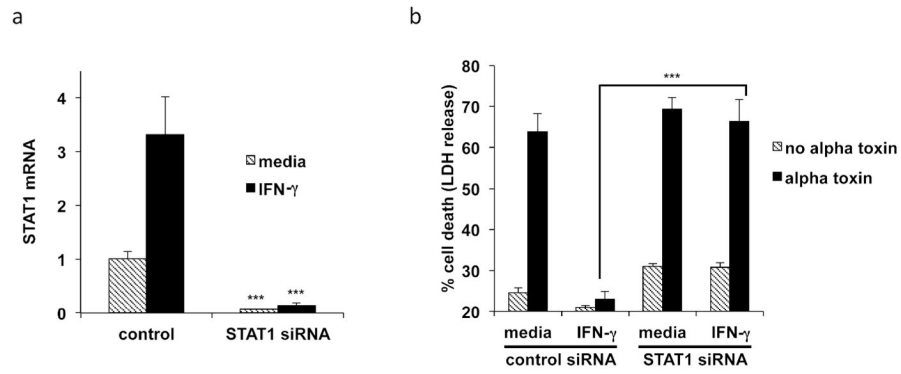 a
STAT1 mRNA
4
3
2
1
0
media
IFN-γ
***
***
control
STAT1 siRNA
b
% cell death (LDH release)
80
70
60
50
40
30
20
***
no alpha toxin
alpha toxin
media
IFN-γ
media
IFN-γ
control siRNA
STAT1 siRNA